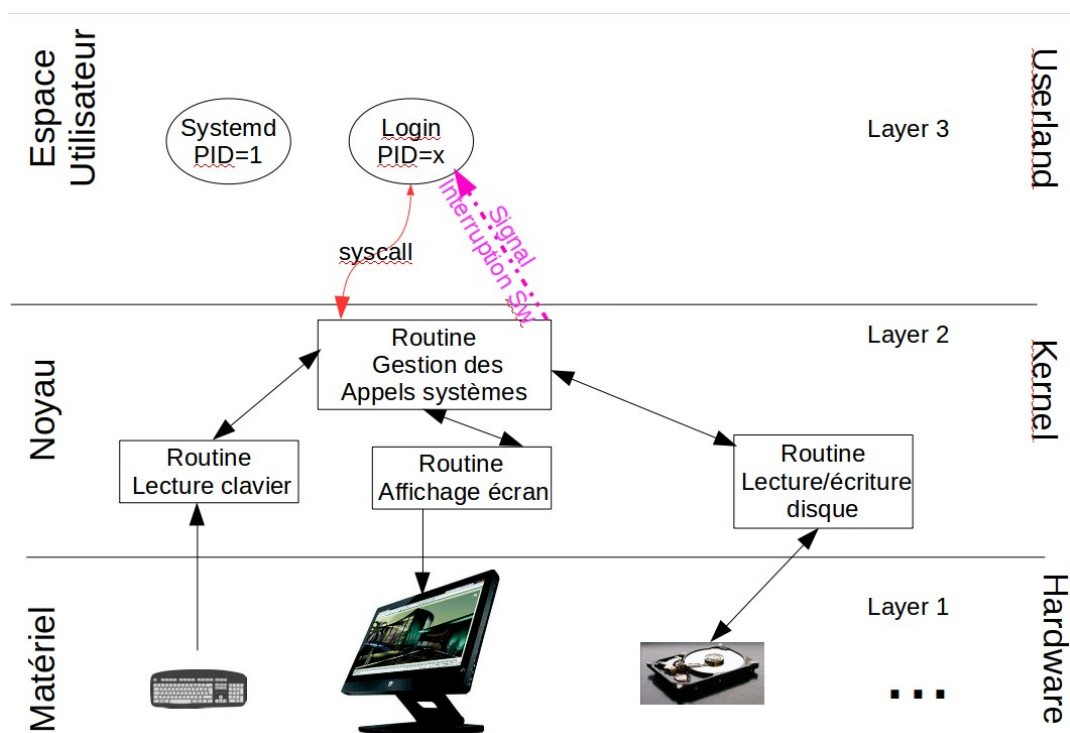 Espace
Utilisateur
Systemd
PID=1
Login
PID=x
Layer 3
Userland
syscall
Signal
Interruption Sw
Noyau
Routine
Gestion des
Appels systèmes
Layer 2
Kernel
Routine
Lecture clavier
Routine
Affichage écran
Routine
Lecture/écriture
disque
Matériel
Layer 1
Hardware
...